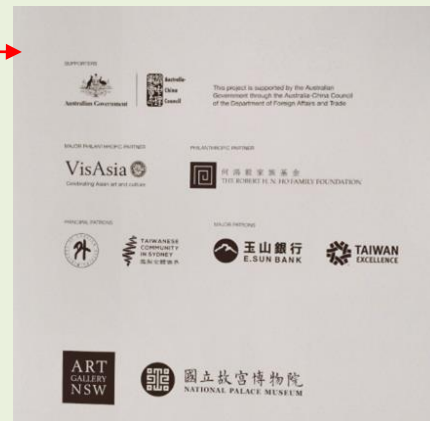 SUPPORTERS
Australian Government
Australia-
China
Council
This project is supported by the Australian
Government through the Australia-China Council
of the Department of Foreign Affairs and Trade
MAJOR PHILANTHROPIC PARTNER
VisAsia
Celebrating Asian art and culture
PHILANTHROPIC PARTNER
何鴻毅家族基金
THE ROBERT H. N. HO FAMILY FOUNDATION
PRINCIPAL PATRONS
TAIWANESE
COMMUNITY
IN SYDNEY
MAJOR PATRONS
玉山銀行
E.SUN BANK
TAIWAN
EXCELLENCE
ART
GALLERY
NSW
國立故宮博物院
NATIONAL PALACE MUSEUM